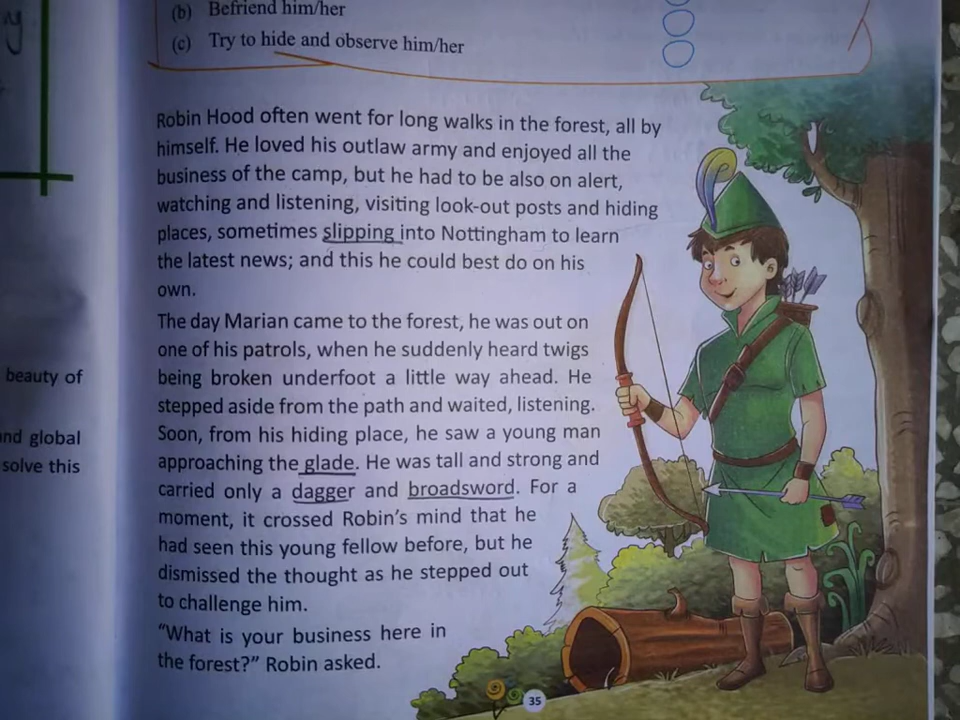 (b) Befriend him/her
(c) Try to hide and observe him/her
beauty of
and global
solve this
Robin Hood often went for long walks in the forest, all by
himself. He loved his outlaw army and enjoyed all the
business of the camp, but he had to be also on alert,
watching and listening, visiting look-out posts and hiding
places, sometimes slipping into Nottingham to learn
the latest news; and this he could best do on his
own.
The day Marian came to the forest, he was out on
one of his patrols, when he suddenly heard twigs
being broken underfoot a little way ahead. He
stepped aside from the path and waited, listening.
Soon, from his hiding place, he saw a young man
approaching the glade. He was tall and strong and
carried only a dagger and broadsword. For a
moment, it crossed Robin's mind that he
had seen this young fellow before, but he
dismissed the thought as he stepped out
to challenge him.
"What is your business here in
the forest?" Robin asked.
35